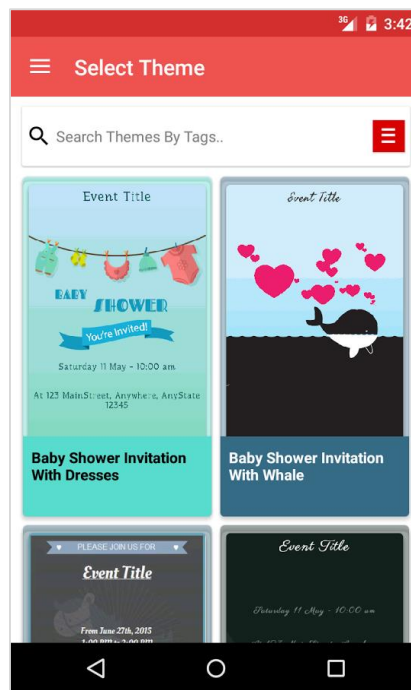 3G 3:42
Select Theme
Search Themes By Tags..
Event Title
BABY
SHOWER
You're Invited!
Saturday 11 May - 10:00 am
At 123 MainStreet, Anywhere, AnyState
12345
Baby Shower Invitation
With Dresses
Event Title
Baby Shower Invitation
With Whale
PLEASE JOIN US FOR
Event Title
From June 27th, 2015
Event Title
Saturday 11 May - 10:00 am